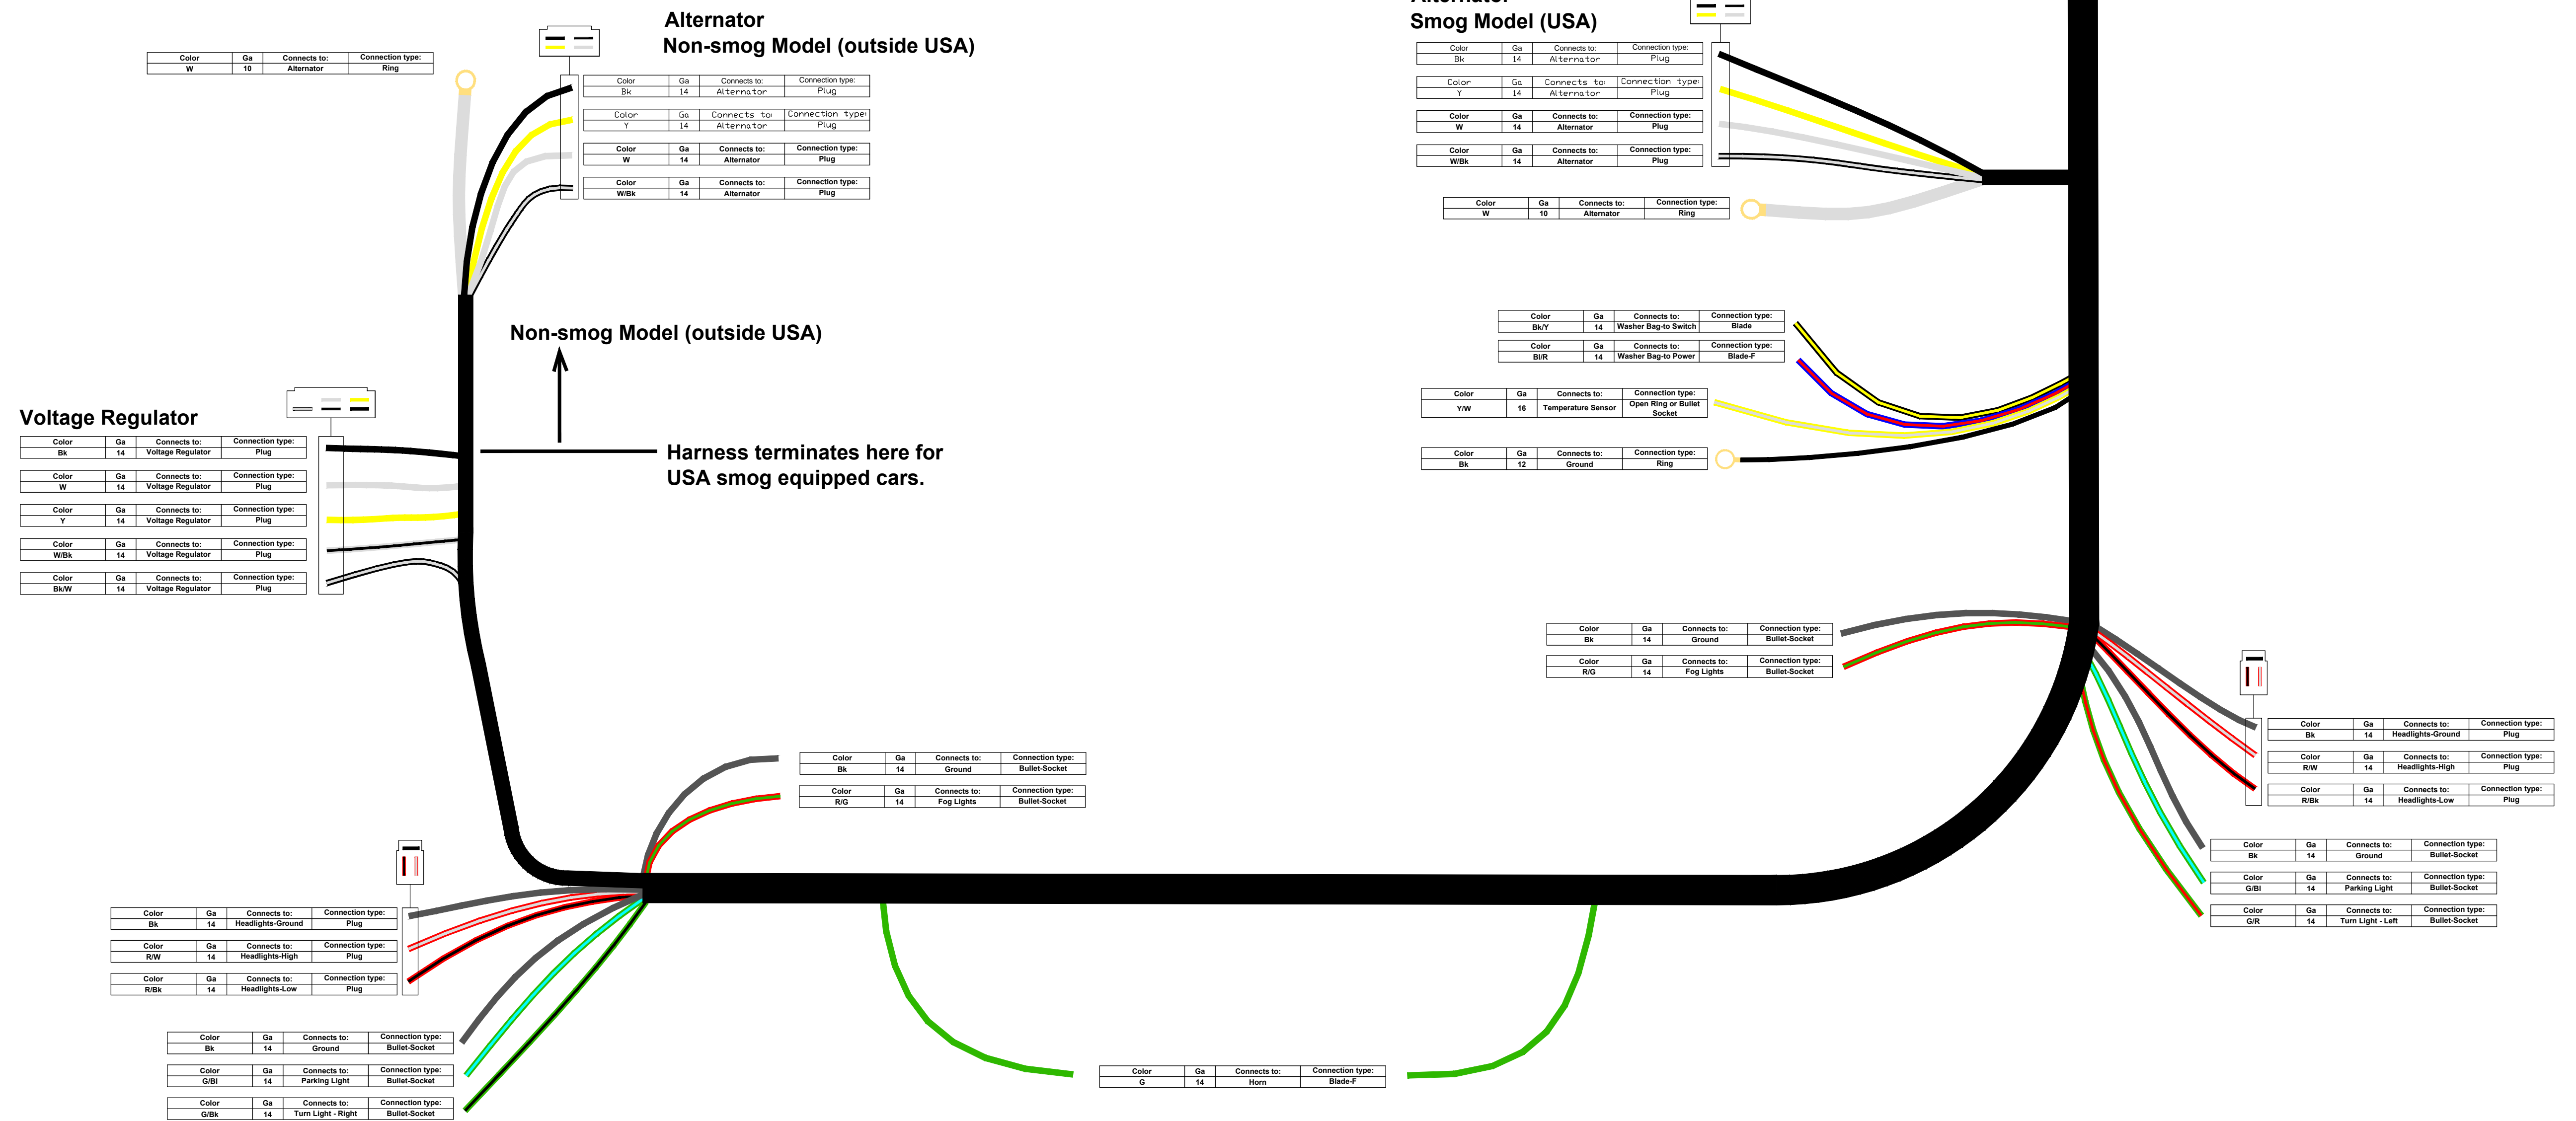 Alternator
Non-smog Model (outside USA)
Color Ga Connects to: Connection type:
W 10 Alternator Ring
Color Ga Connects to: Connection type:
Bk 14 Alternator Plug
Color Ga Connects to: Connection type:
Y 14 Alternator Plug
Color Ga Connects to: Connection type:
W 14 Alternator Plug
Color Ga Connects to: Connection type:
W/Bk 14 Alternator Plug
Non-smog Model (outside USA)
Harness terminates here for
USA smog equipped cars.
Voltage Regulator
Color Ga Connects to: Connection type:
Bk 14 Voltage Regulator Plug
Color Ga Connects to: Connection type:
W 14 Voltage Regulator Plug
Color Ga Connects to: Connection type:
Y 14 Voltage Regulator Plug
Color Ga Connects to: Connection type:
W/Bk 14 Voltage Regulator Plug
Color Ga Connects to: Connection type:
Bk/W 14 Voltage Regulator Plug
Color Ga Connects to: Connection type:
Bk 14 Ground Bullet-Socket
Color Ga Connects to: Connection type:
R/G 14 Fog Lights Bullet-Socket
Color Ga Connects to: Connection type:
Bk 14 Headlights-Ground Plug
Color Ga Connects to: Connection type:
R/W 14 Headlights-High Plug
Color Ga Connects to: Connection type:
R/Bk 14 Headlights-Low Plug
Color Ga Connects to: Connection type:
Bk 14 Ground Bullet-Socket
Color Ga Connects to: Connection type:
G/Bl 14 Parking Light Bullet-Socket
Color Ga Connects to: Connection type:
G/Bk 14 Turn Light - Right Bullet-Socket
Color Ga Connects to: Connection type:
G 14 Horn Blade-F
Alternator
Smog Model (USA)
Color Ga Connects to: Connection type:
Bk 14 Alternator Plug
Color Ga Connects to: Connection type:
Y 14 Alternator Plug
Color Ga Connects to: Connection type:
W 14 Alternator Plug
Color Ga Connects to: Connection type:
W/Bk 14 Alternator Plug
Color Ga Connects to: Connection type:
W 10 Alternator Ring
Color Ga Connects to: Connection type:
Bk/Y 14 Washer Bag-to Switch Blade
Color Ga Connects to: Connection type:
Bl/R 14 Washer Bag-to Power Blade-F
Color Ga Connects to: Connection type:
Y/W 16 Temperature Sensor Open Ring or Bullet
Socket
Color Ga Connects to: Connection type:
Bk 12 Ground Ring
Color Ga Connects to: Connection type:
Bk 14 Ground Bullet-Socket
Color Ga Connects to: Connection type:
R/G 14 Fog Lights Bullet-Socket
Color Ga Connects to: Connection type:
Bk 14 Headlights-Ground Plug
Color Ga Connects to: Connection type:
R/W 14 Headlights-High Plug
Color Ga Connects to: Connection type:
R/Bk 14 Headlights-Low Plug
Color Ga Connects to: Connection type:
Bk 14 Ground Bullet-Socket
Color Ga Connects to: Connection type:
G/Bl 14 Parking Light Bullet-Socket
Color Ga Connects to: Connection type:
G/R 14 Turn Light - Left Bullet-Socket